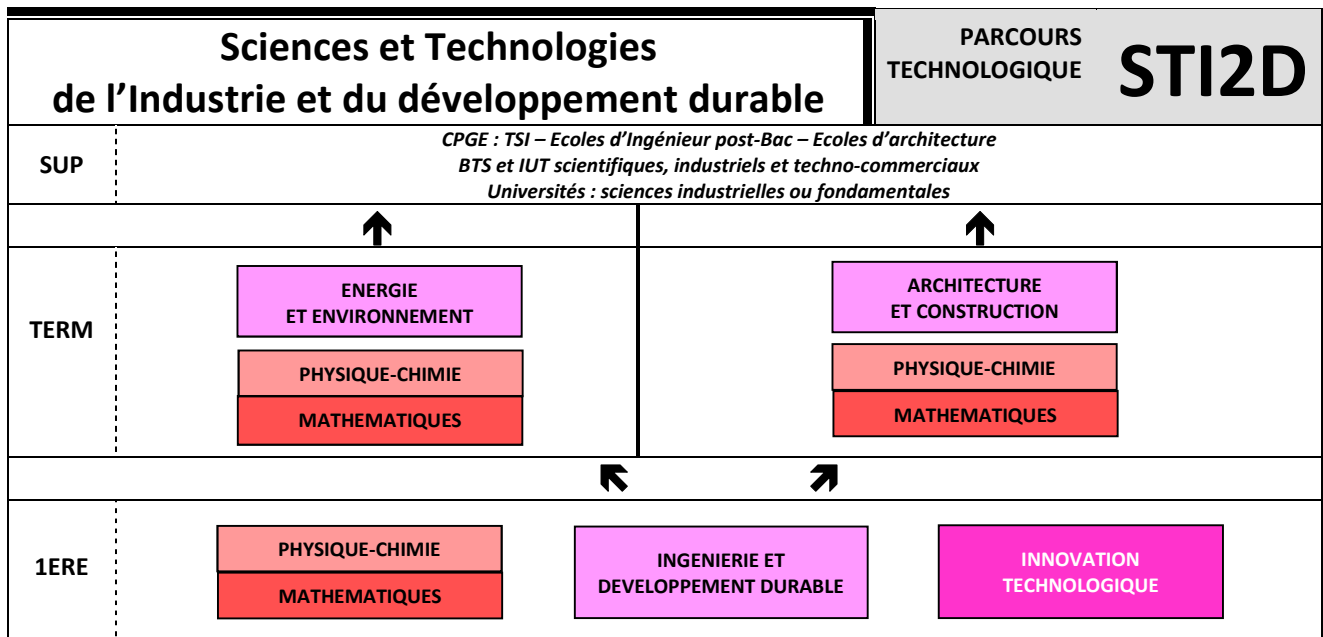 Sciences et Technologies
de l’Industrie et du développement durable
PARCOURS
TECHNOLOGIQUE
STI2D
SUP
CPGE : TSI – Ecoles d’Ingénieur post-Bac – Ecoles d’architecture
BTS et IUT scientifiques, industriels et techno-commerciaux
Universités : sciences industrielles ou fondamentales
TERM
ENERGIE
ET ENVIRONNEMENT
PHYSIQUE-CHIMIE
MATHEMATIQUES
ARCHITECTURE
ET CONSTRUCTION
PHYSIQUE-CHIMIE
MATHEMATIQUES
1ERE
PHYSIQUE-CHIMIE
MATHEMATIQUES
INGENIERIE ET
DEVELOPPEMENT DURABLE
INNOVATION
TECHNOLOGIQUE